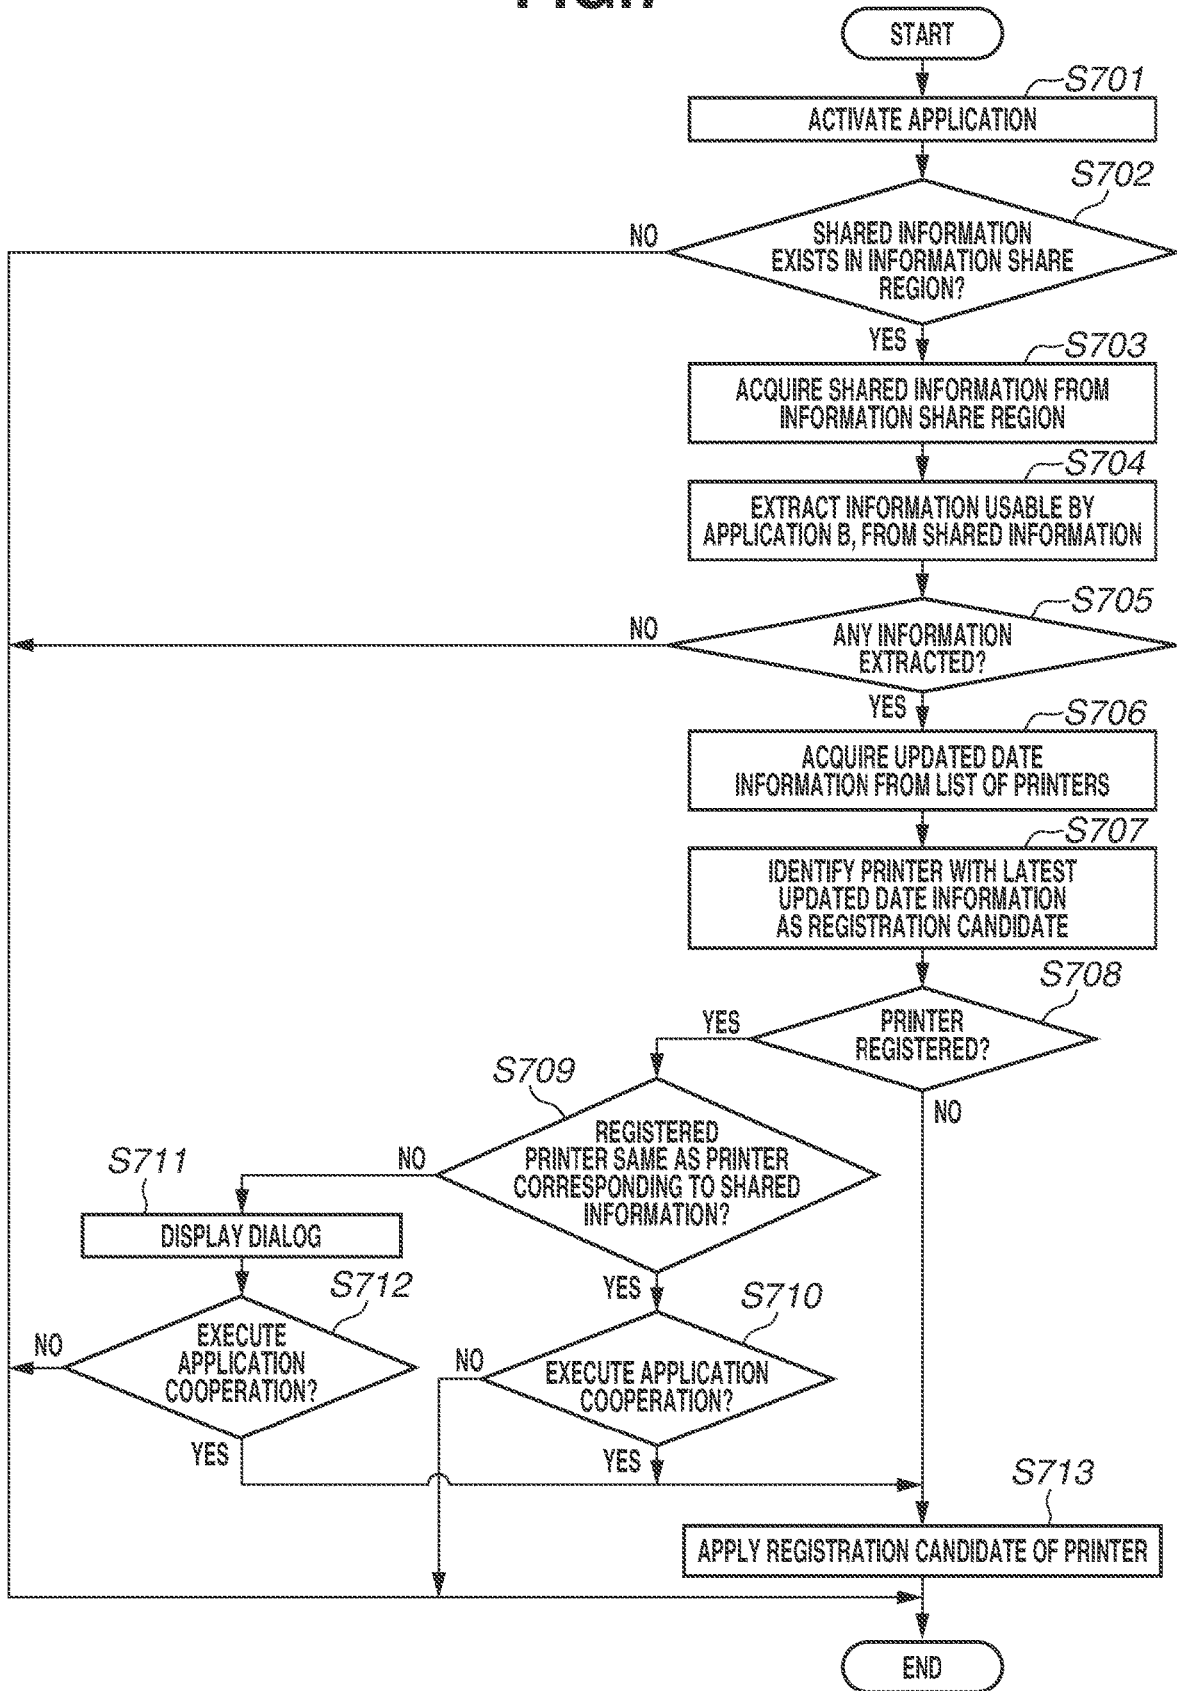 START
S701
ACTIVATE APPLICATION
S702
SHARED INFORMATION
EXISTS IN INFORMATION SHARE
REGION?
NO
YES
S703
ACQUIRE SHARED INFORMATION FROM
INFORMATION SHARE REGION
S704
EXTRACT INFORMATION USABLE BY
APPLICATION B, FROM SHARED INFORMATION
S705
ANY INFORMATION
EXTRACTED?
NO
YES
S706
ACQUIRE UPDATED DATE
INFORMATION FROM LIST OF PRINTERS
S707
IDENTIFY PRINTER WITH LATEST
UPDATED DATE INFORMATION
AS REGISTRATION CANDIDATE
S708
PRINTER
REGISTERED?
YES
NO
S709
REGISTERED
PRINTER SAME AS PRINTER
CORRESPONDING TO SHARED
INFORMATION?
NO
YES
S711
DISPLAY DIALOG
S712
EXECUTE
APPLICATION
COOPERATION?
NO
YES
S710
EXECUTE APPLICATION
COOPERATION?
NO
YES
S713
APPLY REGISTRATION CANDIDATE OF PRINTER
END